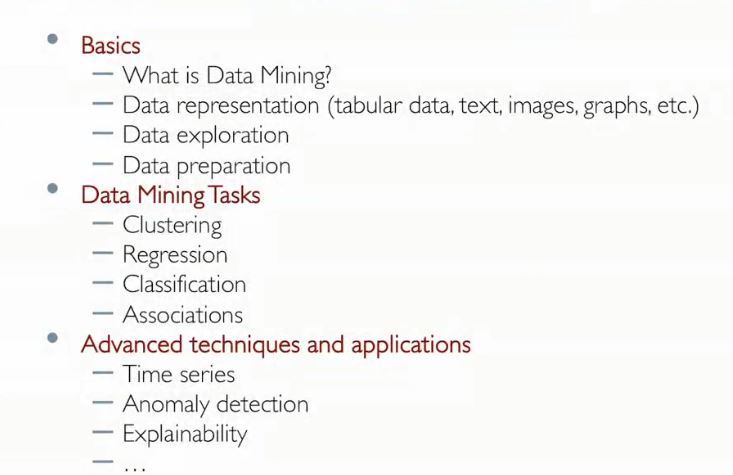 • Basics
— What is Data Mining?
— Data representation (tabular data, text, images, graphs, etc.)
— Data exploration
— Data preparation
• Data Mining Tasks
— Clustering
— Regression
— Classification
— Associations
• Advanced techniques and applications
— Time series
— Anomaly detection
— Explainability
— ...